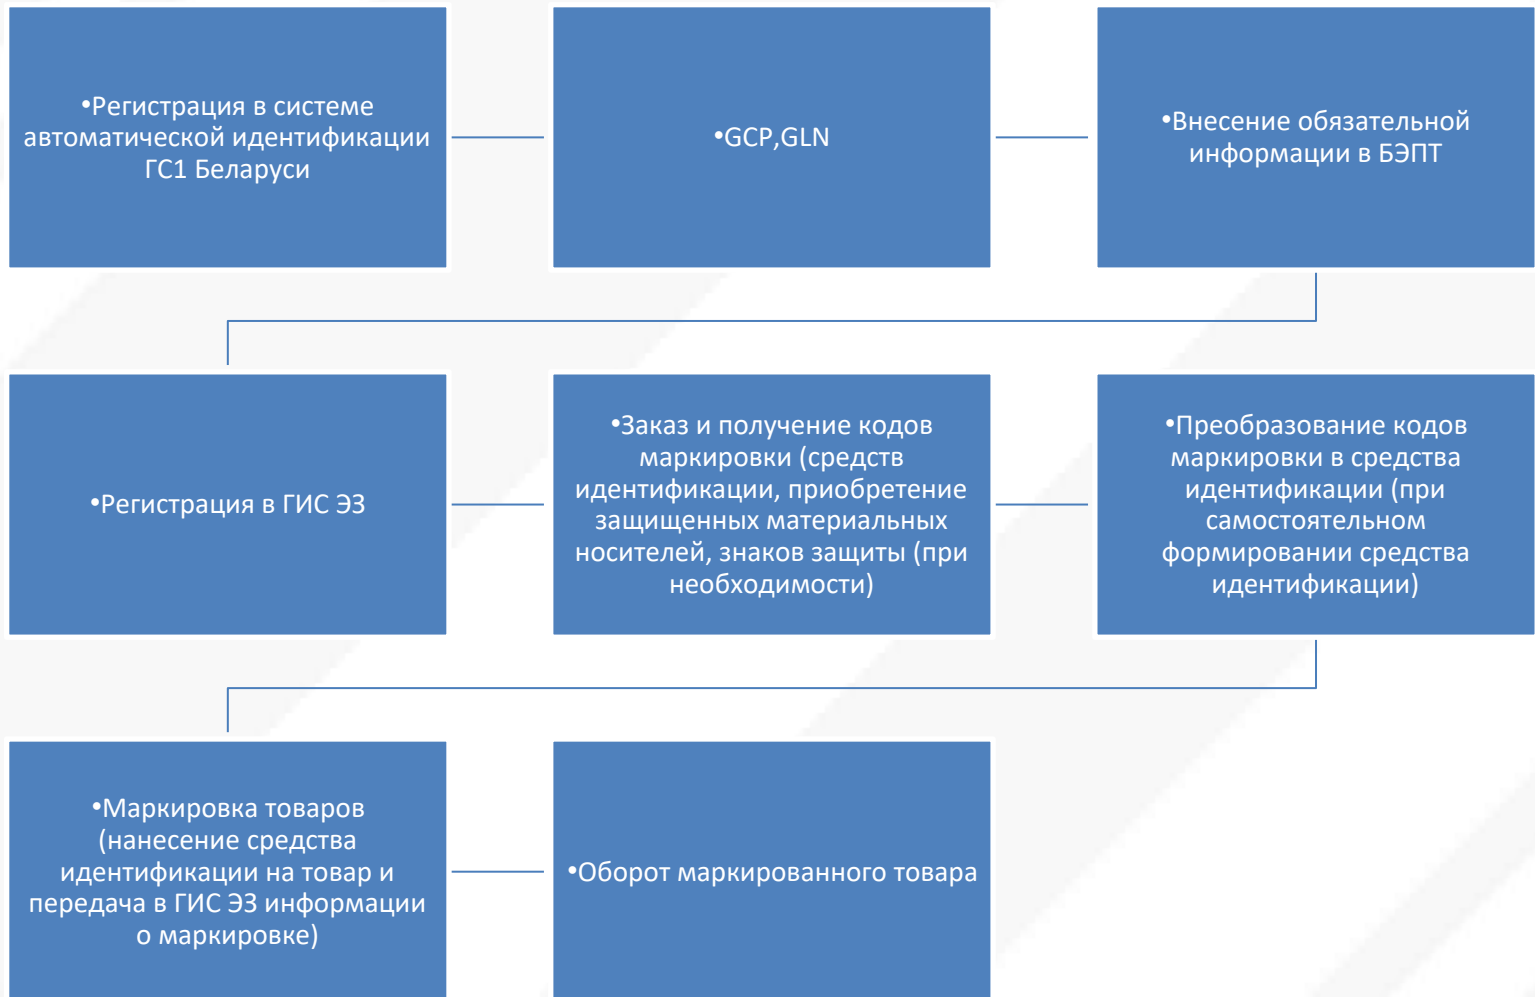 •Регистрация в системе
автоматической идентификации
ГС1 Беларуси
•GCP,GLN
•Внесение обязательной
информации в БЭПТ
•Регистрация в ГИС ЭЗ
•Заказ и получение кодов
маркировки (средств
идентификации, приобретение
защищенных материальных
носителей, знаков защиты (при
необходимости)
•Преобразование кодов
маркировки в средства
идентификации (при
самостоятельном
формировании средства
идентификации)
•Маркировка товаров
(нанесение средства
идентификации на товар и
передача в ГИС ЭЗ информации
о маркировке)
•Оборот маркированного товара